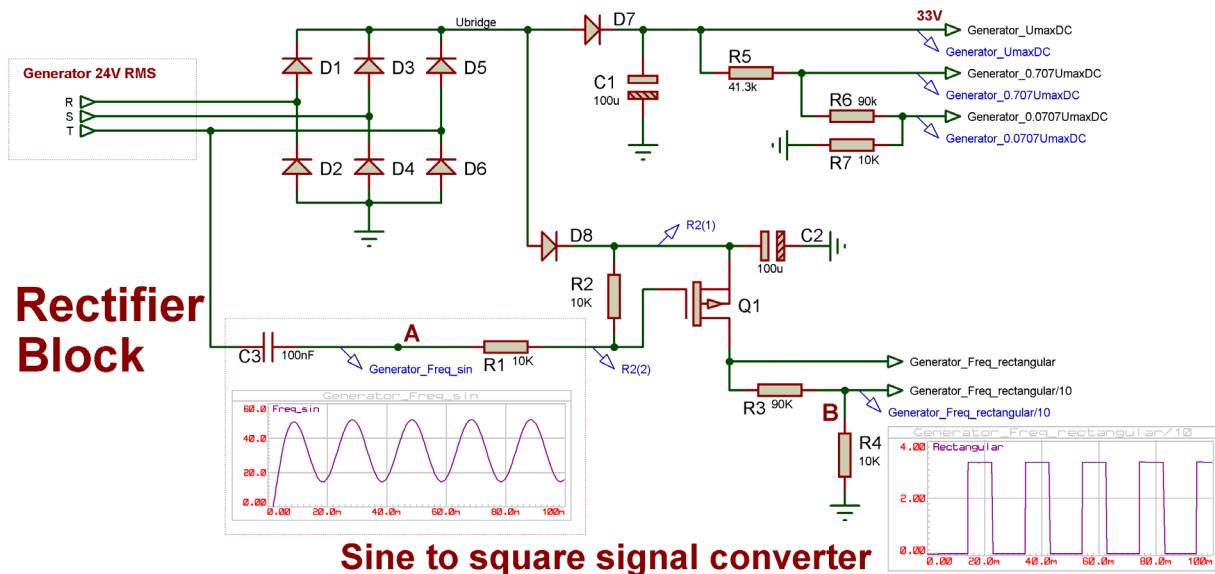 Ubridge
D7
33V
Generator_UmaxDC
Generator_UmaxDC
Generator 24V RMS
D1
D3
D5
R5
41.3k
Generator_0.707UmaxDC
Generator_0.707UmaxDC
C1
100u
R
S
T
R6
90k
Generator_0.0707UmaxDC
Generator_0.0707UmaxDC
R7
10K
D2
D4
D6
D8
R2(1)
C2
100u
R2
10K
Q1
Rectifier
Block
A
C3
100nF
Generator_Freq_sin
R1
10K
R2(2)
Generator_Freq_rectangular
R3
90K
Generator_Freq_rectangular/10
Generator_Freq_rectangular/10
B
R4
10K
Generator_Freq_sin
Freq_sin
60.0
40.0
20.0
0.00
0.00 20.0m 40.0m 60.0m 80.0m 100m
Generator_Freq_rectangular/10
Rectangular
4.00
2.00
0.00
0.00 20.0m 40.0m 60.0m 80.0m 100m
Sine to square signal converter